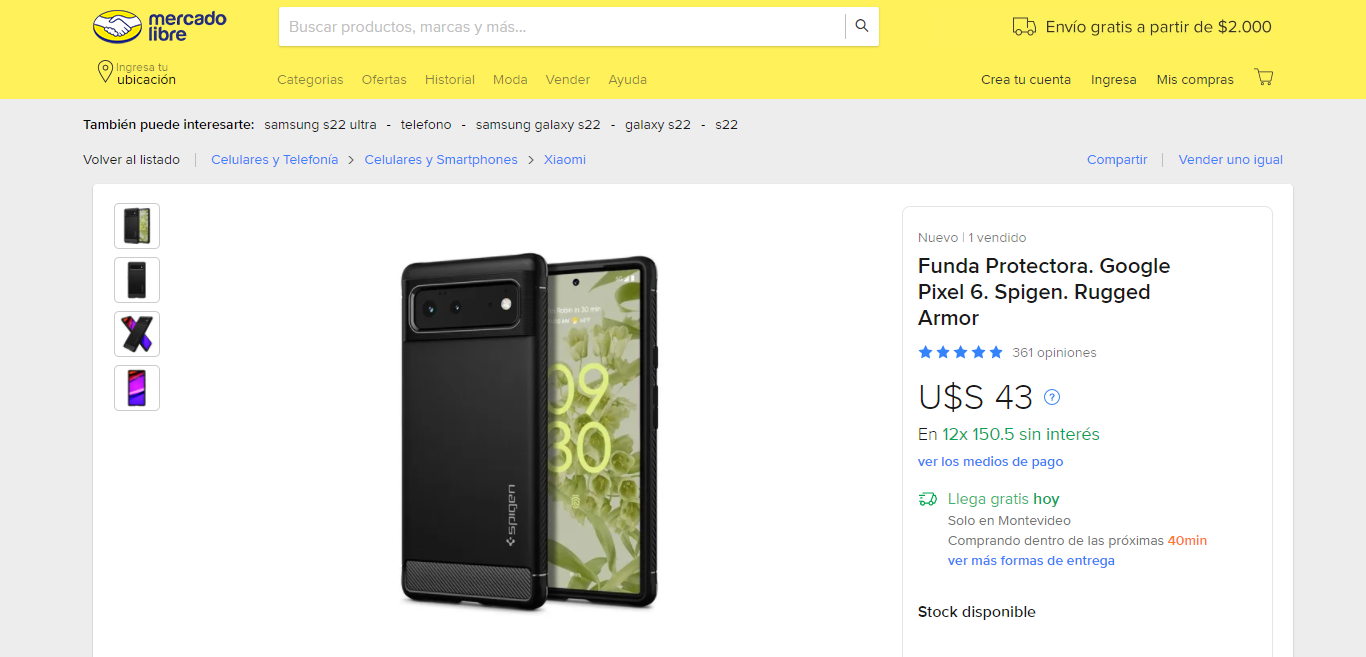 mercado
libre
Buscar productos, marcas y más...
Envío gratis a partir de $2.000
Ingresa tu
ubicación
Categorias Ofertas Historial Moda Vender Ayuda
Crea tu cuenta Ingresa Mis compras
También puede interesarte: samsung s22 ultra - telefono - samsung galaxy s22 - galaxy s22 - s22
Volver al listado | Celulares y Telefonía > Celulares y Smartphones > Xiaomi
Compartir | Vender uno igual
spigen
09
30
Nuevo | 1 vendido
Funda Protectora. Google
Pixel 6. Spigen. Rugged
Armor
361 opiniones
U$S 43 ?
En 12x 150.5 sin interés
ver los medios de pago
Llega gratis hoy
Solo en Montevideo
Comprando dentro de las próximas 40min
ver más formas de entrega
Stock disponible